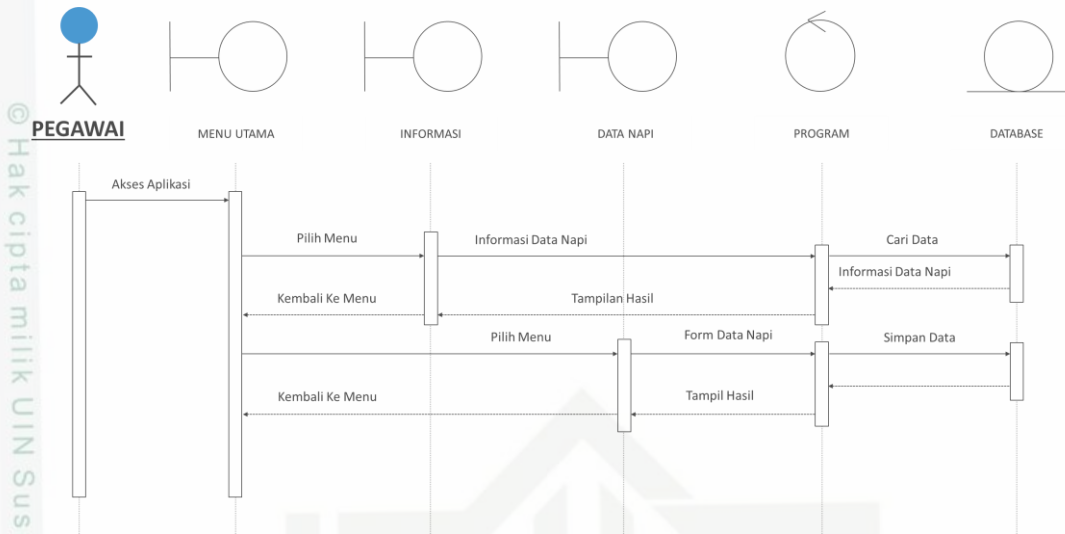 © Hak cipta milik UIN Sus
PEGAWAI
MENU UTAMA
INFORMASI
DATA NAPI
PROGRAM
DATABASE
Akses Aplikasi
Pilih Menu
Informasi Data Napi
Cari Data
Informasi Data Napi
Kembali Ke Menu
Tampilan Hasil
Pilih Menu
Form Data Napi
Simpan Data
Kembali Ke Menu
Tampil Hasil